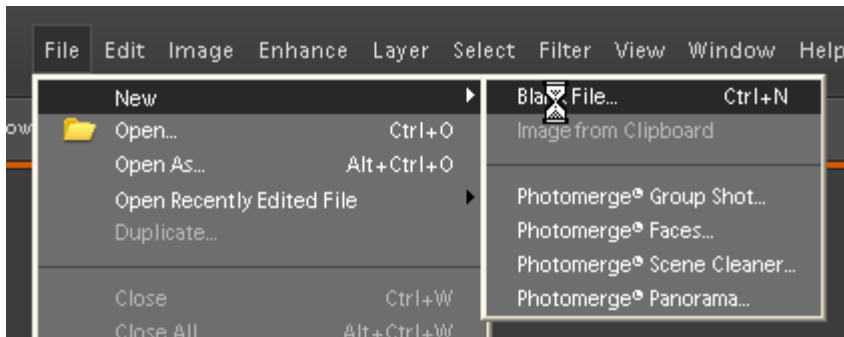 File Edit Image Enhance Layer Select Filter View Window Help
New
Open... Ctrl+O
Open As... Alt+Ctrl+O
Open Recently Edited File
Duplicate...
Close Ctrl+W
Close All Alt+Ctrl+W
Blank File... Ctrl+N
Image from Clipboard
Photomerge® Group Shot...
Photomerge® Faces...
Photomerge® Scene Cleaner...
Photomerge® Panorama...